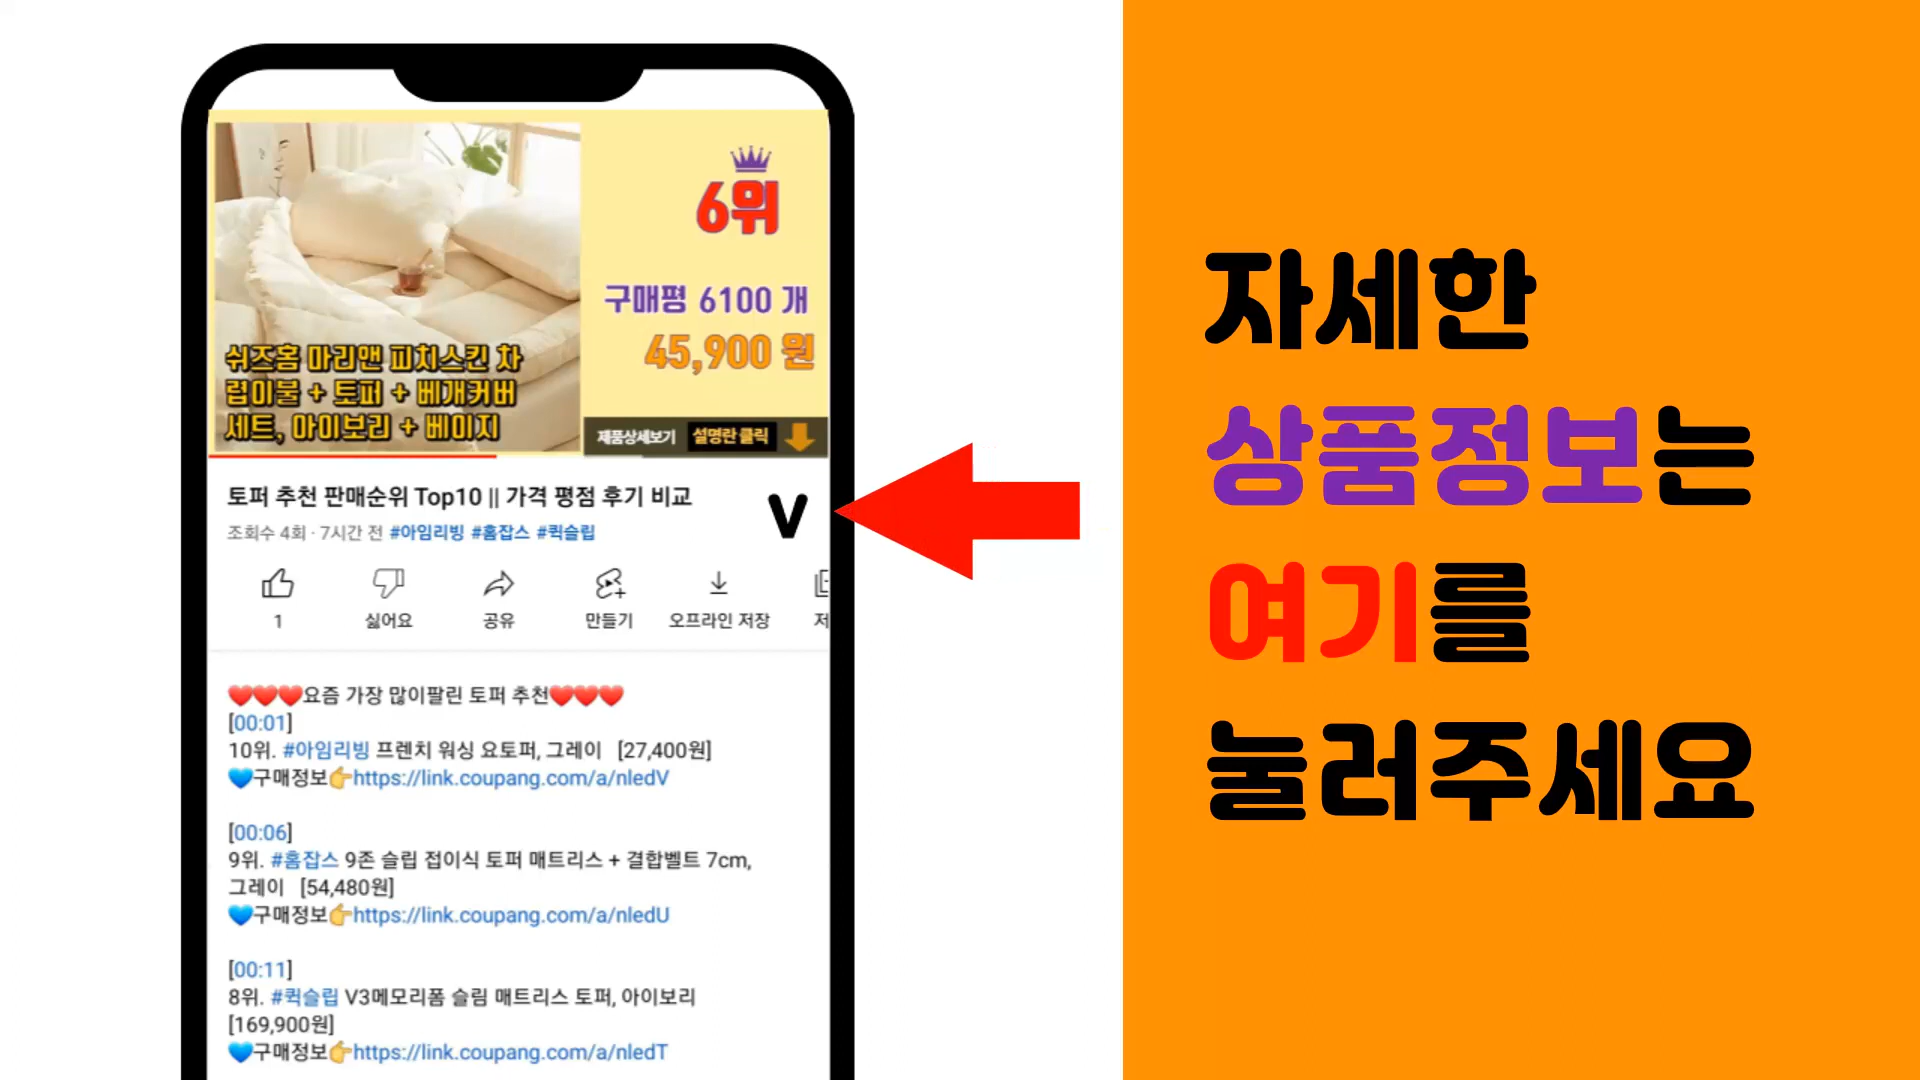 6위
구매평 6100 개
45,900 원
쉬즈홈 마리앤 피치스킨 차
렵이불 + 토퍼 + 베개커버
세트, 아이보리 + 베이지
제품상세보기 설명란 클릭
토퍼 추천 판매순위 Top10 || 가격 평점 후기 비교
V
조회수 4회 · 7시간 전 #아임리빙 #홈잡스 #퀵슬립
1 싫어요 공유 만들기 오프라인 저장 저
❤️❤️❤️요즘 가장 많이팔린 토퍼 추천❤️❤️❤️
[00:01]
10위. #아임리빙 프렌치 워싱 요토퍼, 그레이 [27,400원]
💙구매정보👉https://link.coupang.com/a/nledV
[00:06]
9위. #홈잡스 9존 슬립 접이식 토퍼 매트리스 + 결합벨트 7cm,
그레이 [54,480원]
💙구매정보👉https://link.coupang.com/a/nledU
[00:11]
8위. #퀵슬립 V3메모리폼 슬림 매트리스 토퍼, 아이보리
[169,900원]
💙구매정보👉https://link.coupang.com/a/nledT
자세한
상품정보는
여기를
눌러주세요